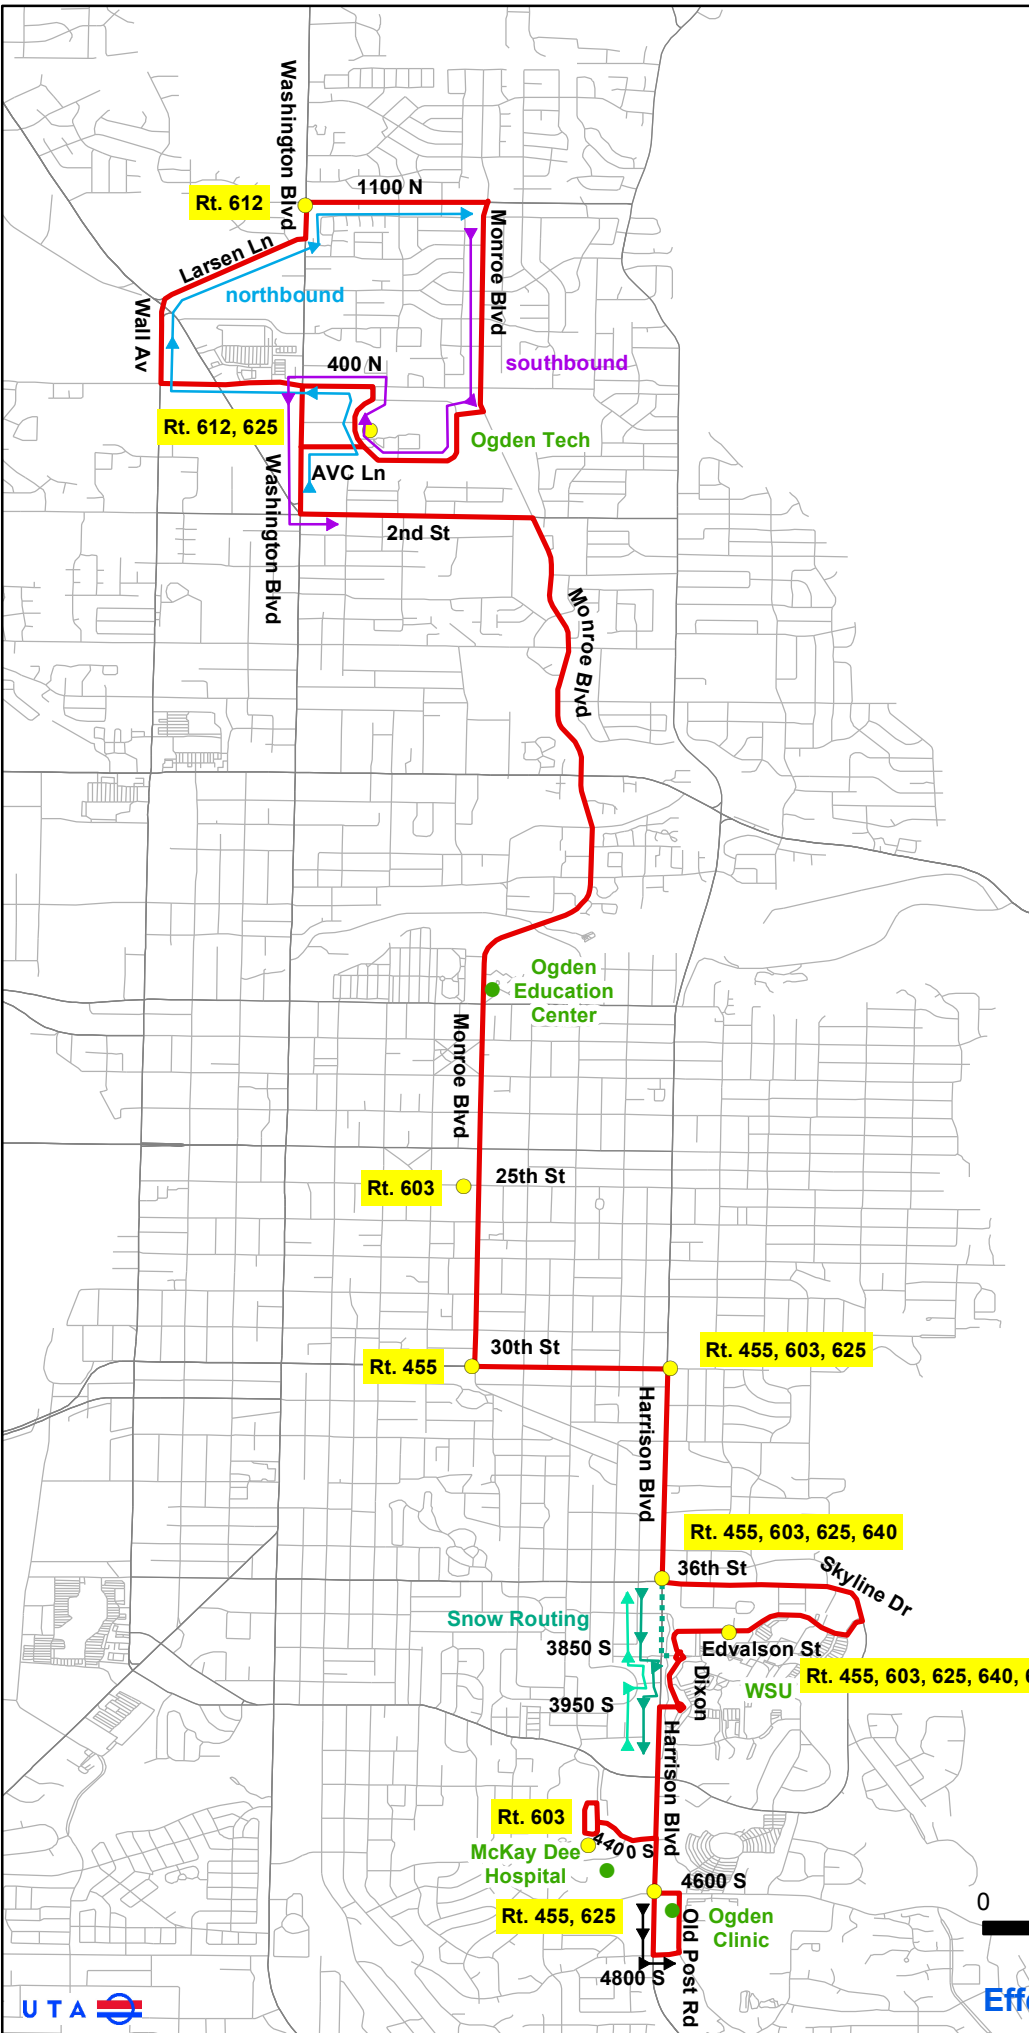 Washington Blvd
1100 N
Rt. 612
Larsen Ln
Monroe Blvd
northbound
Wall Av
southbound
400 N
Rt. 612, 625
Ogden Tech
AVC Ln
Washington Blvd
2nd St
Monroe Blvd
Ogden
Education
Center
Monroe Blvd
25th St
Rt. 603
30th St
Rt. 455
Rt. 455, 603, 625
Harrison Blvd
Rt. 455, 603, 625, 640
36th St
Skyline Dr
Snow Routing
3850 S
Edvalson St
Dixon
WSU
Rt. 455, 603, 625, 640,
3950 S
Harrison Blvd
Rt. 603
4400 S
McKay Dee
Hospital
4600 S
Rt. 455, 625
Old Post Rd
Ogden
Clinic
0
4800 S
UTA
Effe